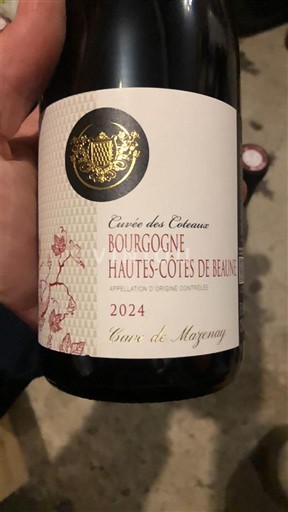 Cuvée des Coteaux
BOURGOGNE
HAUTES-CÔTES DE BEAUNE
APPELLATION D'ORIGINE CONTRÔLÉE
2024
Cave de Mazenay